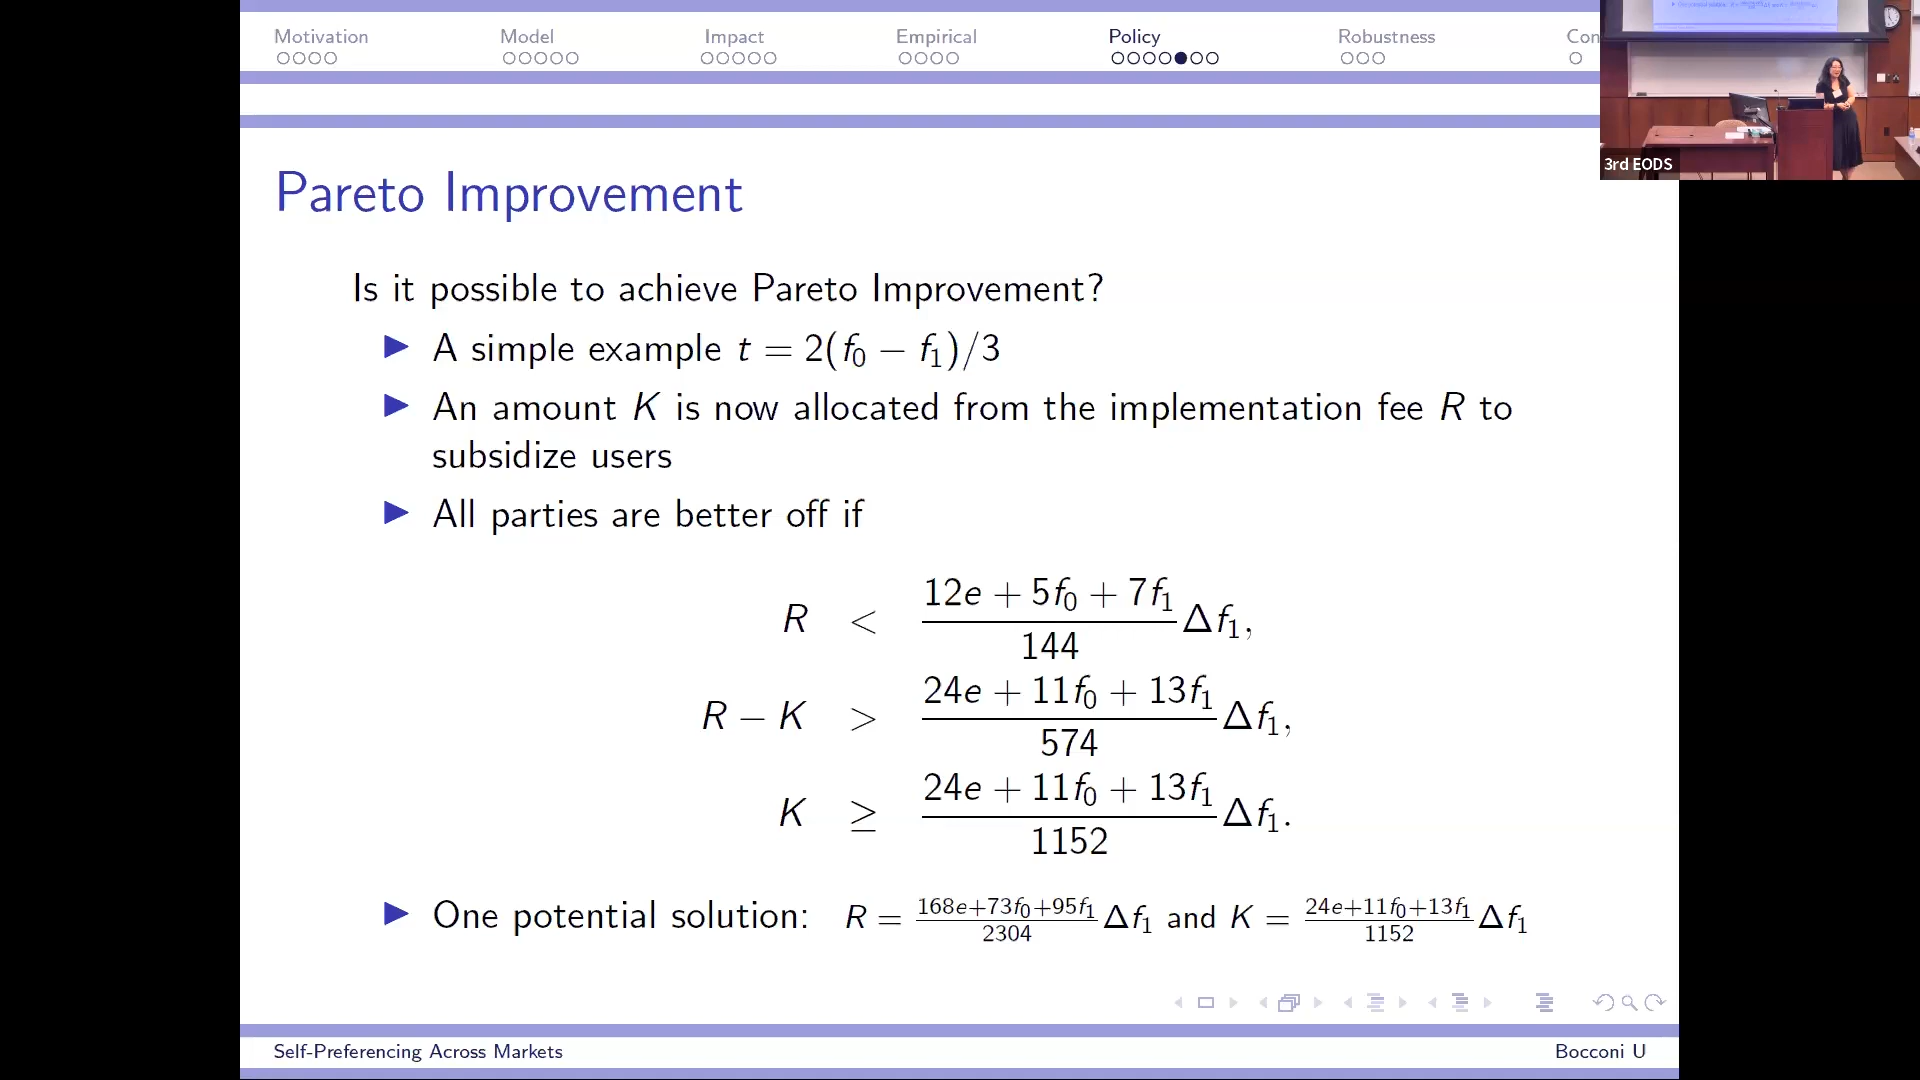 Motivation Model Impact Empirical Policy Robustness Con
3rd EODS
Pareto Improvement
Is it possible to achieve Pareto Improvement?
A simple example t = 2(f₀ − f₁)/3
An amount K is now allocated from the implementation fee R to
subsidize users
All parties are better off if
R < (12e + 5f₀ + 7f₁)/144 Δf₁,
R − K > (24e + 11f₀ + 13f₁)/574 Δf₁,
K ≥ (24e + 11f₀ + 13f₁)/1152 Δf₁.
One potential solution: R = (168e+73f₀+95f₁)/2304 Δf₁ and K = (24e+11f₀+13f₁)/1152 Δf₁
Self-Preferencing Across Markets Bocconi U